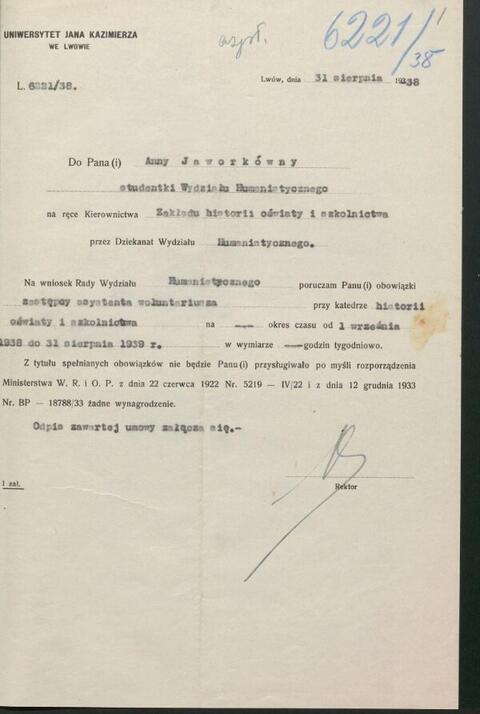 UNIWERSYTET JANA KAZIMIERZA
WE LWOWIE
6221/38
L. 6221/38.
Lwów, dnia 31 sierpnia 1938
Do Pana(i) Anny Jaworkówny
studentki Wydziału Humanistycznego
na ręce Kierownictwa Zakładu historii oświaty i szkolnictwa
przez Dziekanat Wydziału Humanistycznego.
Na wniosek Rady Wydziału Humanistycznego poruczam Panu(i) obowiązki
zastępcy asystenta woluntariusza przy katedrze historii
oświaty i szkolnictwa na —— okres czasu od 1 września
1938 do 31 sierpnia 1939 r. w wymiarze —— godzin tygodniowo.
Z tytułu spełnianych obowiązków nie będzie Panu(i) przysługiwało po myśli rozporządzenia
Ministerstwa W. R. i O. P. z dnia 22 czerwca 1922 Nr. 5219 — IV/22 i z dnia 12 grudnia 1933
Nr. BP — 18788/33 żadne wynagrodzenie.
Odpis zawartej umowy załącza się.-
Rektor
1 zał.